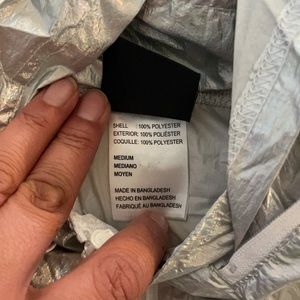 SHELL : 100% POLYESTER
EXTERIOR: 100% POLIÉSTER
COQUILLE: 100% POLYESTER
MEDIUM
MEDIANO
MOYEN
MADE IN BANGLADESH
HECHO EN BANGLADESH
FABRIQUÉ AU BANGLADESH